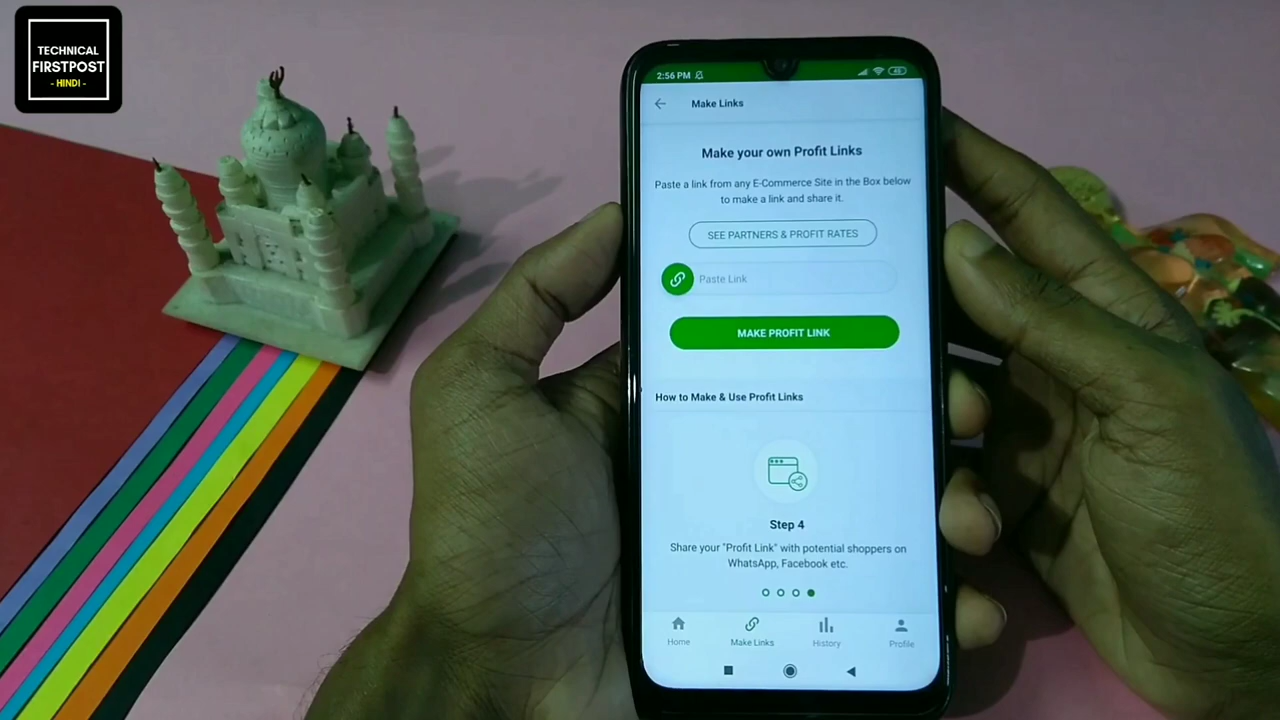 TECHNICAL
FIRSTPOST
- HINDI -
2:56 PM
48
Make Links
Make your own Profit Links
Paste a link from any E-Commerce Site in the Box below
to make a link and share it.
SEE PARTNERS & PROFIT RATES
Paste Link
MAKE PROFIT LINK
How to Make & Use Profit Links
Step 4
Share your "Profit Link" with potential shoppers on
WhatsApp, Facebook etc.
Home
Make Links
History
Profile